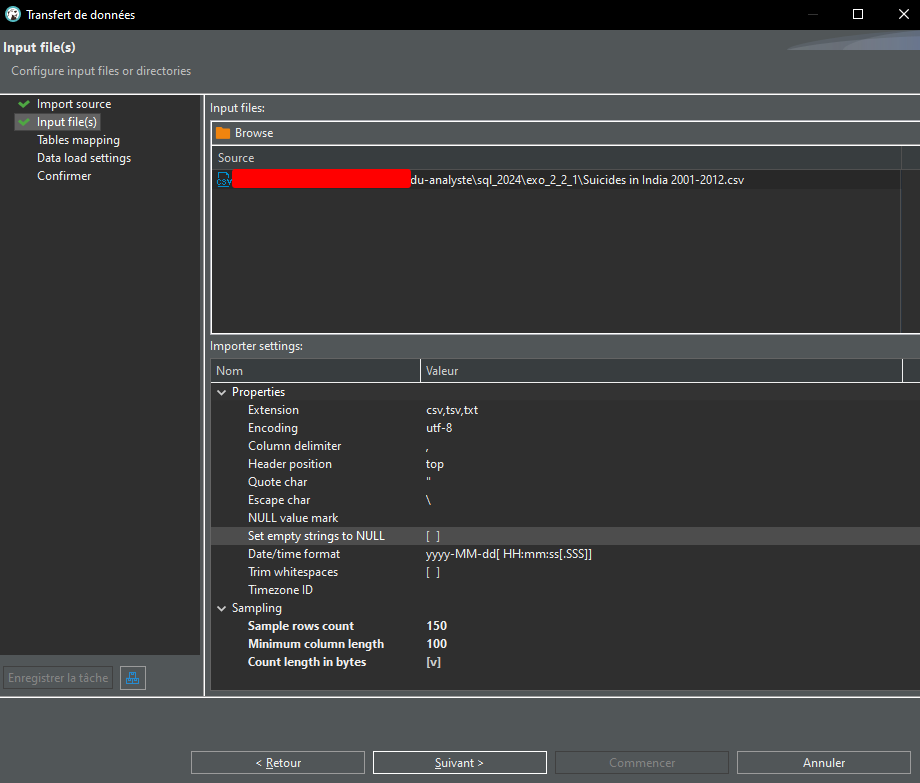 Transfert de données
Input file(s)
Configure input files or directories
Import source
Input file(s)
Tables mapping
Data load settings
Confirmer
Input files:
Browse
Source
CSV du-analyste\sql_2024\exo_2_2_1\Suicides in India 2001-2012.csv
Importer settings:
Nom Valeur
Properties
Extension csv,tsv,txt
Encoding utf-8
Column delimiter ,
Header position top
Quote char "
Escape char \
NULL value mark
Set empty strings to NULL [ ]
Date/time format yyyy-MM-dd[ HH:mm:ss[.SSS]]
Trim whitespaces [ ]
Timezone ID
Sampling
Sample rows count 150
Minimum column length 100
Count length in bytes [v]
Enregistrer la tâche
< Retour Suivant > Commencer Annuler